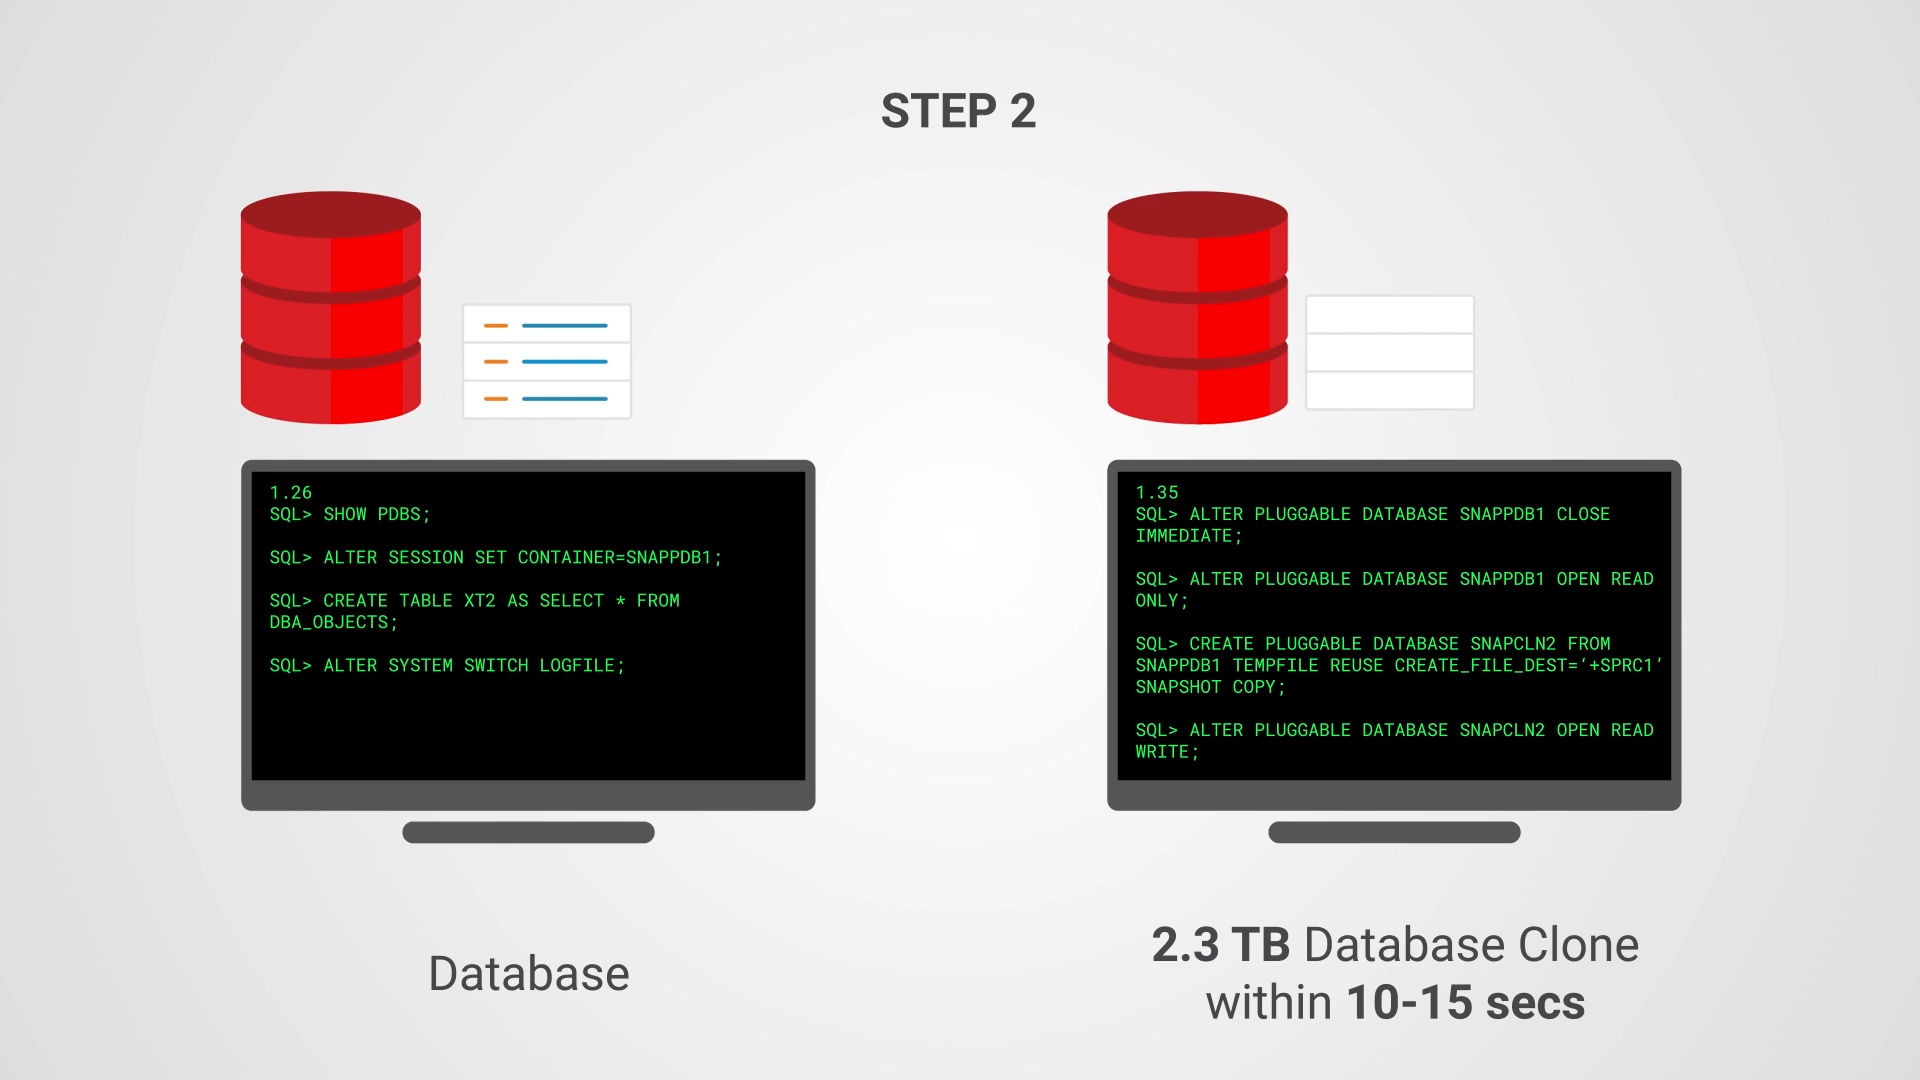 STEP 2
1.26
SQL> SHOW PDBS;
SQL> ALTER SESSION SET CONTAINER=SNAPPDB1;
SQL> CREATE TABLE XT2 AS SELECT * FROM
DBA_OBJECTS;
SQL> ALTER SYSTEM SWITCH LOGFILE;
Database
1.35
SQL> ALTER PLUGGABLE DATABASE SNAPPDB1 CLOSE
IMMEDIATE;
SQL> ALTER PLUGGABLE DATABASE SNAPPDB1 OPEN READ
ONLY;
SQL> CREATE PLUGGABLE DATABASE SNAPCLN2 FROM
SNAPPDB1 TEMPFILE REUSE CREATE_FILE_DEST=‘+SPRC1’
SNAPSHOT COPY;
SQL> ALTER PLUGGABLE DATABASE SNAPCLN2 OPEN READ
WRITE;
2.3 TB Database Clone
within 10-15 secs